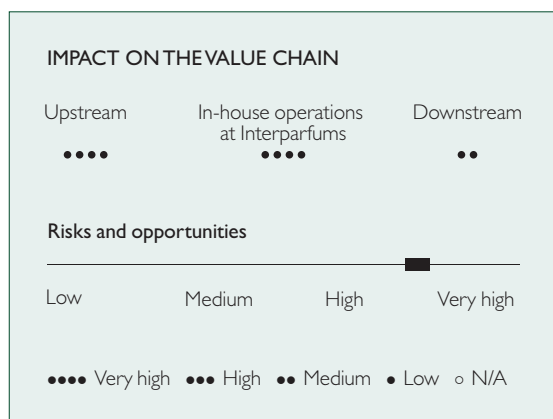 IMPACT ON THE VALUE CHAIN
Upstream In-house operations at Interparfums Downstream
•••• •••• ••
Risks and opportunities
Low Medium High Very high
•••• Very high ••• High •• Medium • Low ○ N/A